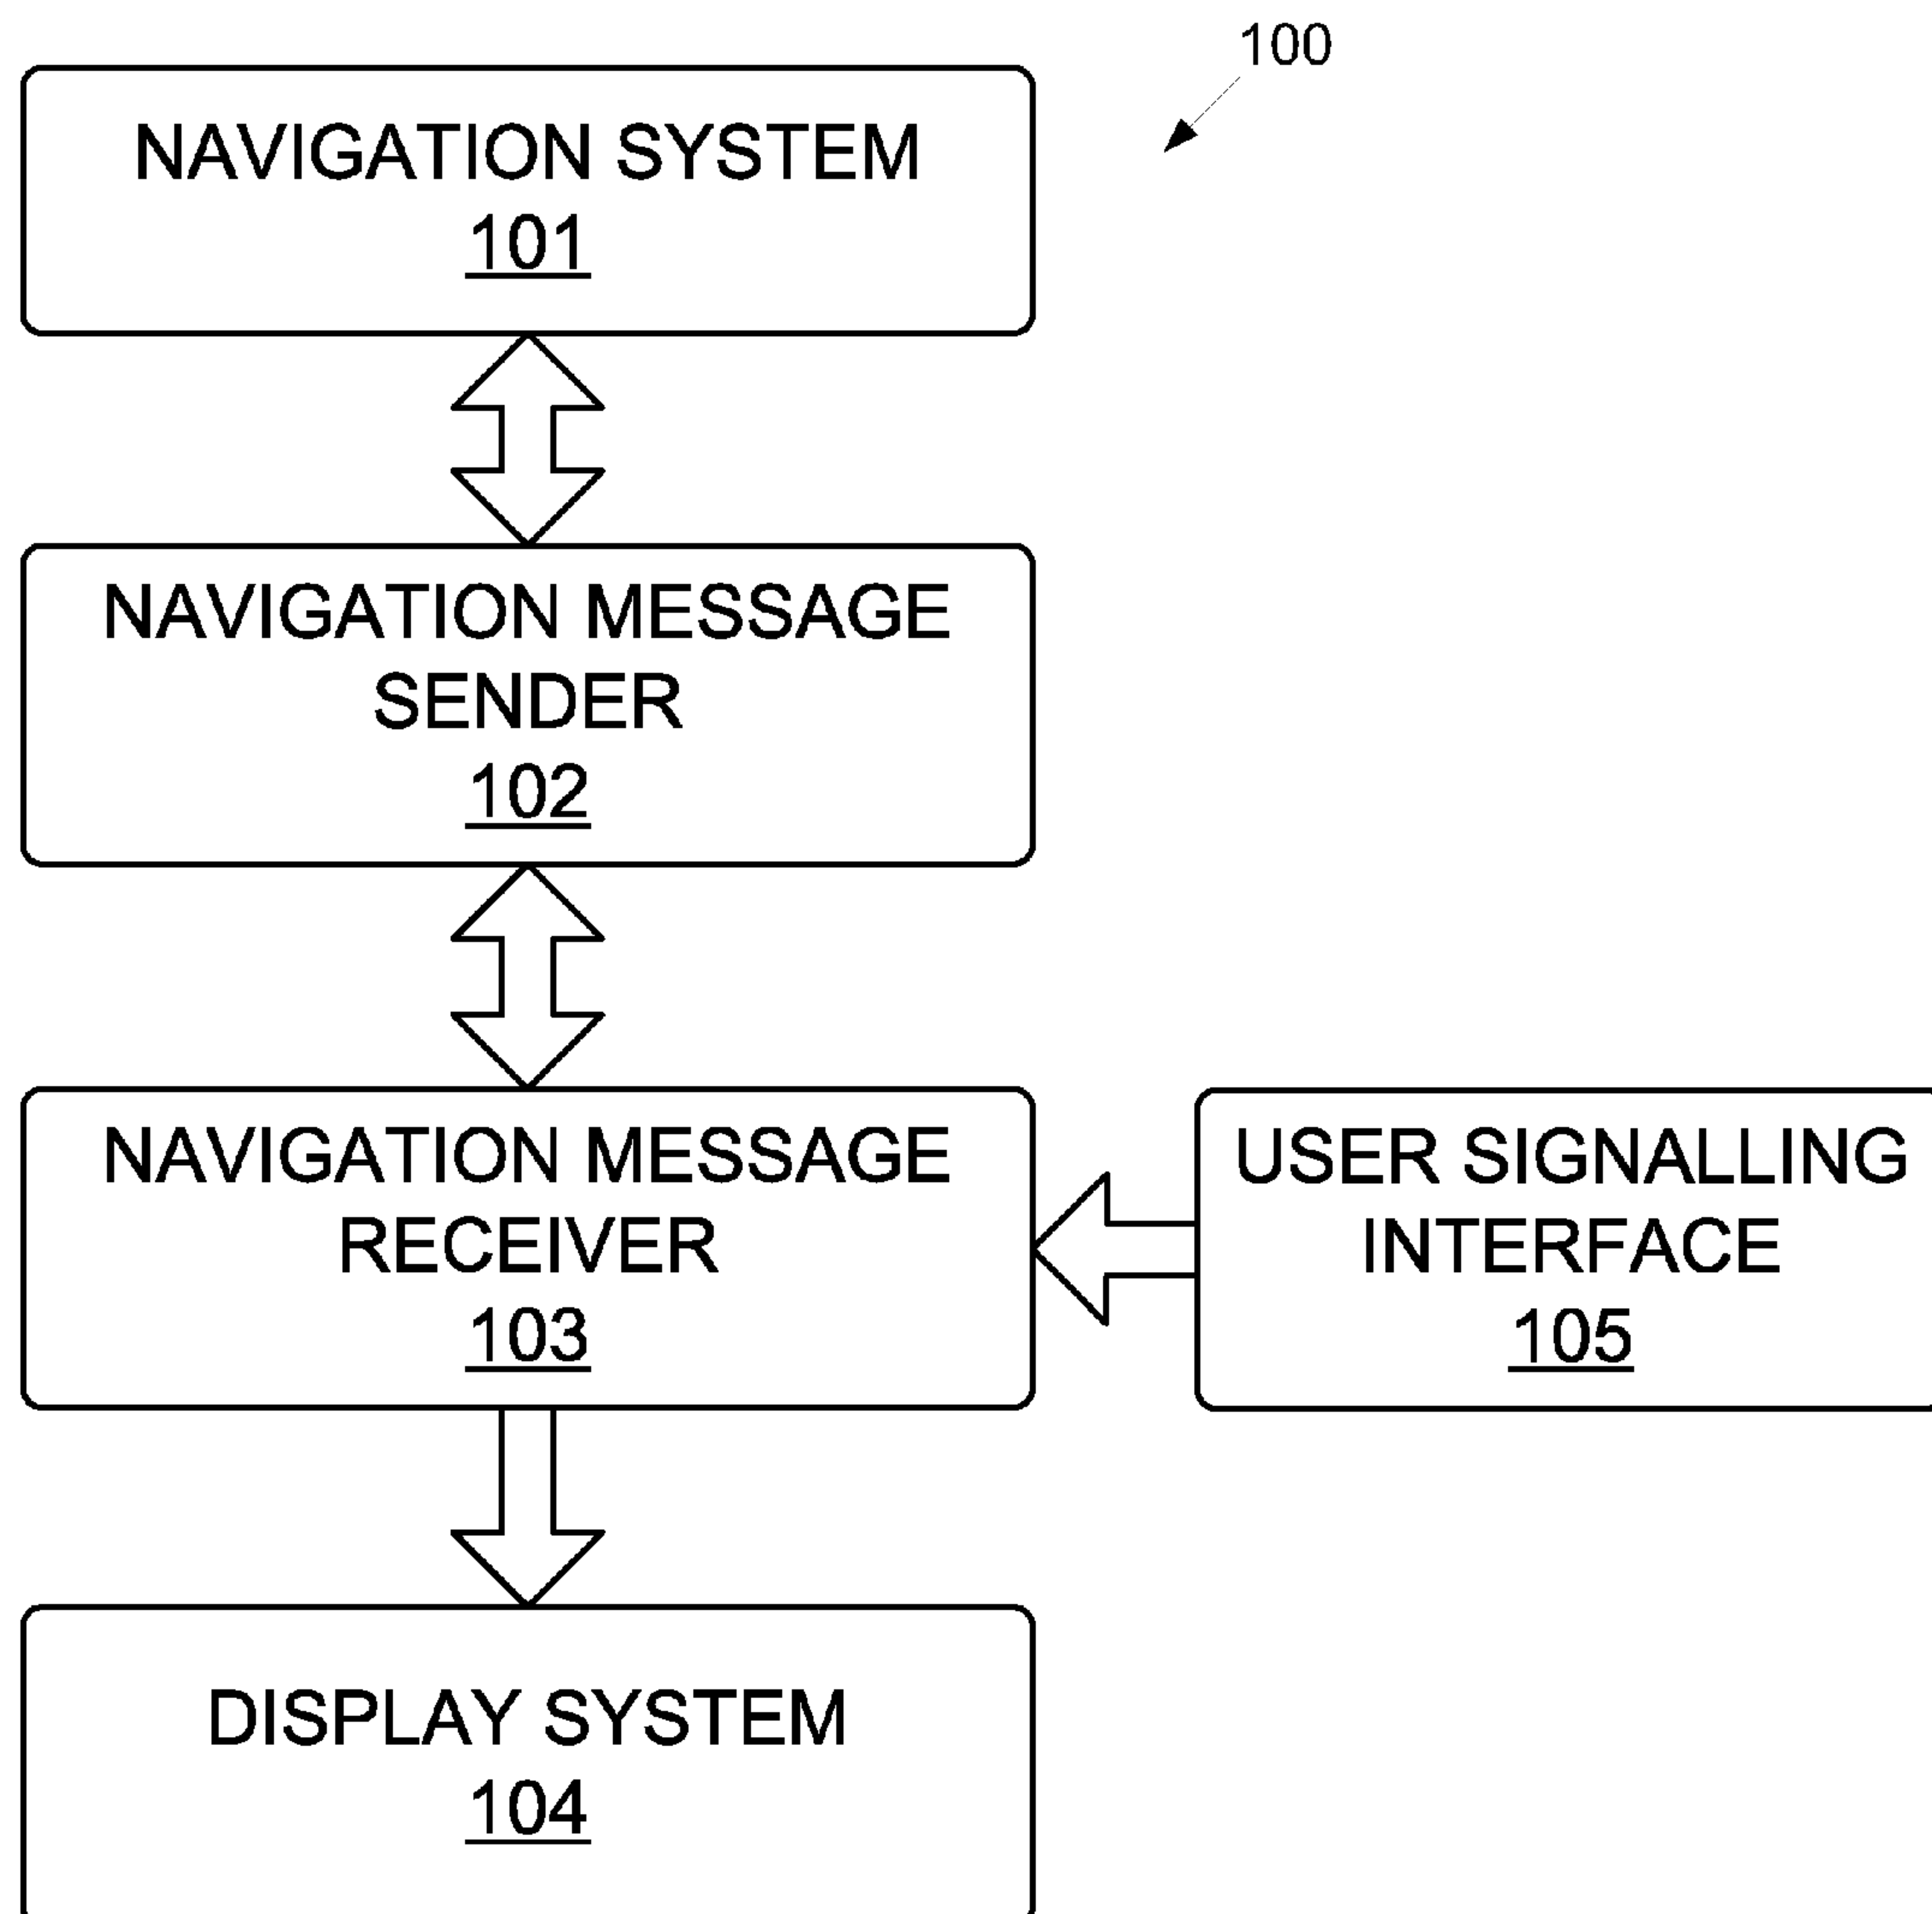 100
NAVIGATION SYSTEM
101
NAVIGATION MESSAGE
SENDER
102
NAVIGATION MESSAGE
RECEIVER
103
USER SIGNALLING
INTERFACE
105
DISPLAY SYSTEM
104